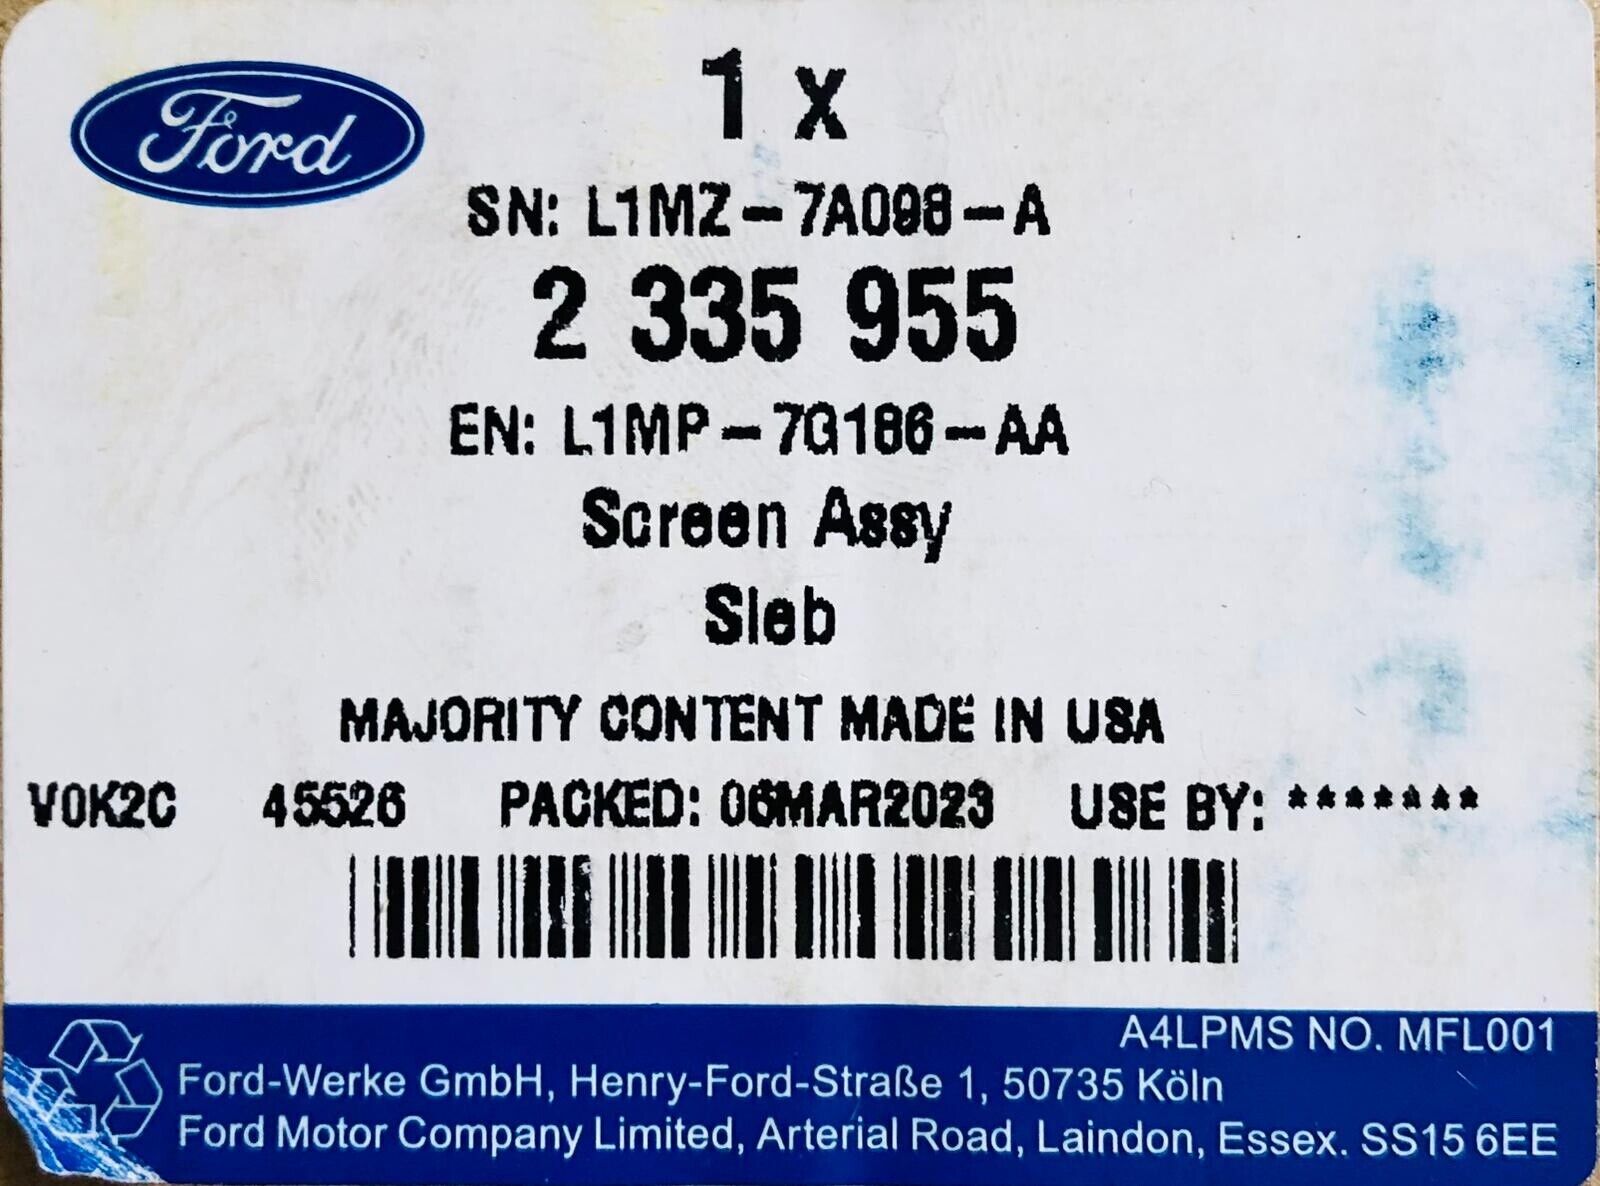 Ford
1 x
SN: L1MZ-7A098-A
2 335 955
EN: L1MP-7G186-AA
Screen Assy
Sieb
MAJORITY CONTENT MADE IN USA
V0K2C 45526 PACKED: 06MAR2023 USE BY: *******
A4LPMS NO. MFL001
Ford-Werke GmbH, Henry-Ford-Straße 1, 50735 Köln
Ford Motor Company Limited, Arterial Road, Laindon, Essex. SS15 6EE